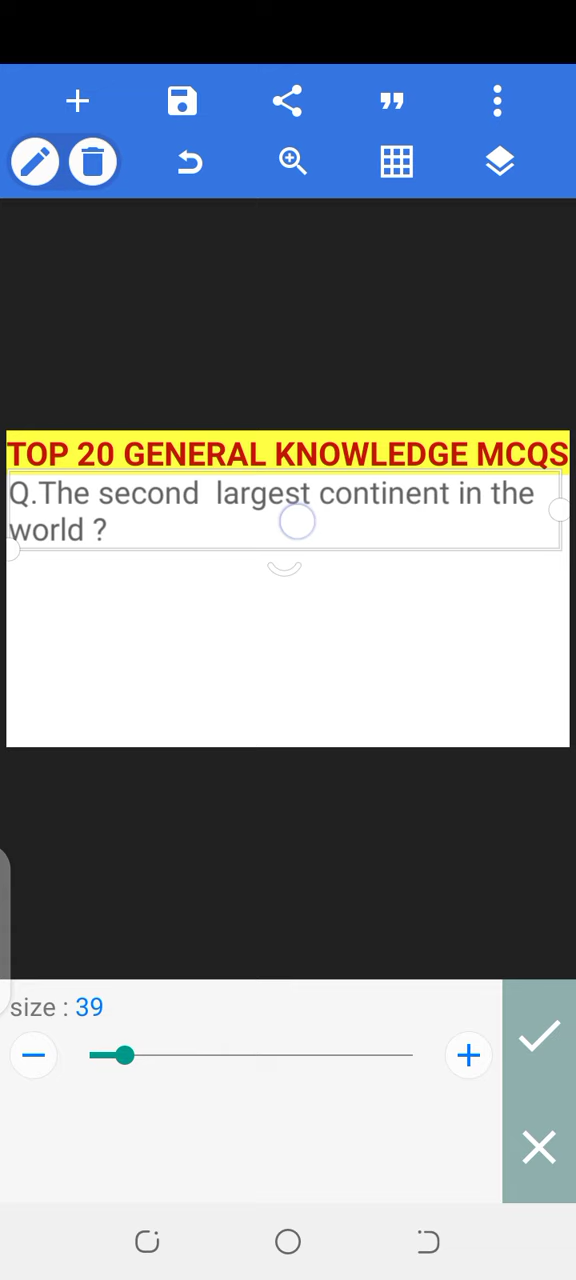 TOP 20 GENERAL KNOWLEDGE MCQS
Q.The second  largest continent in the
world ?
size : 39